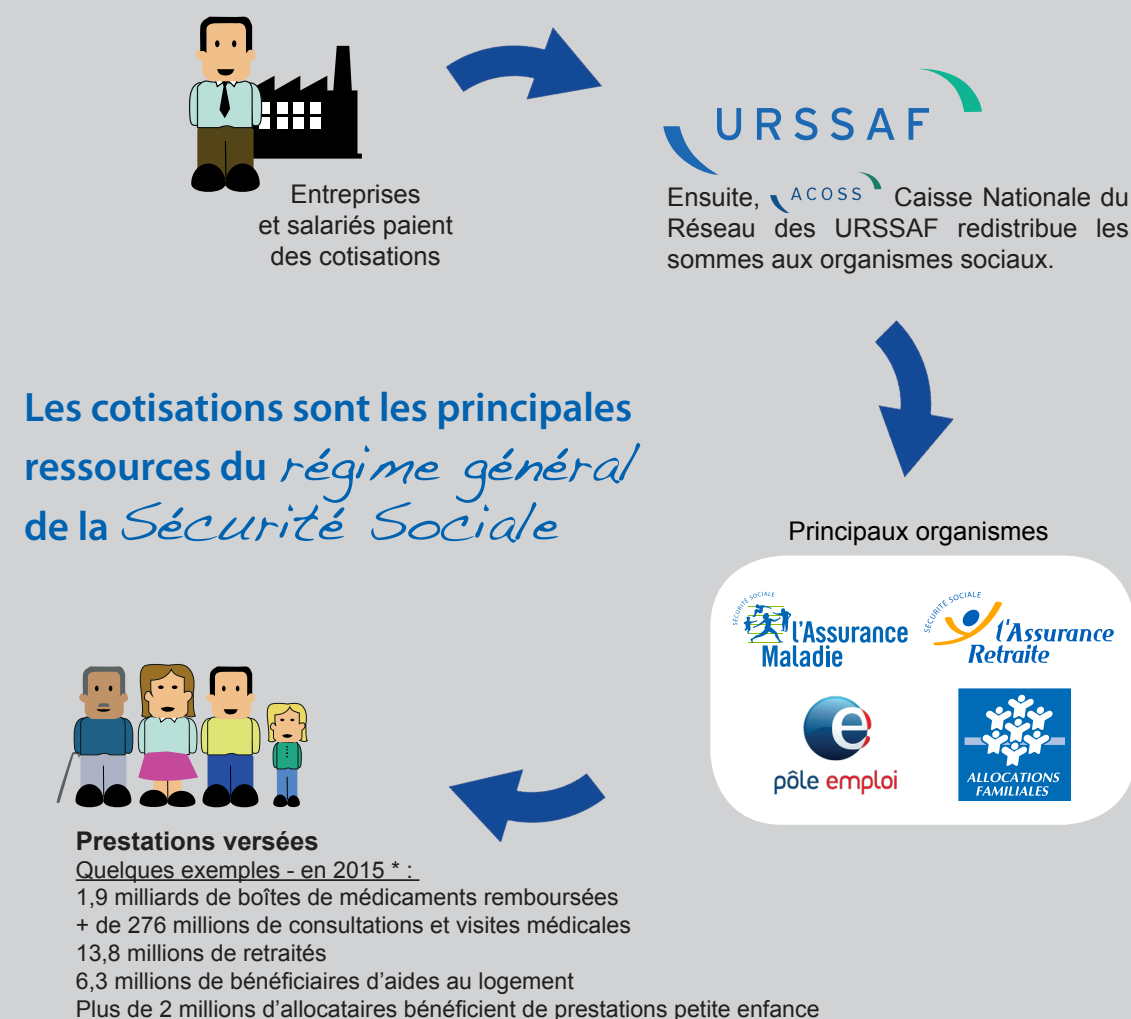 Entreprises
et salariés paient
des cotisations
URSSAF
Ensuite, ACOSS Caisse Nationale du
Réseau des URSSAF redistribue les
sommes aux organismes sociaux.
Les cotisations sont les principales
ressources du régime général
de la Sécurité Sociale
Principaux organismes
SÉCURITÉ SOCIALE
l'Assurance
Maladie
SÉCURITÉ SOCIALE
l'Assurance
Retraite
e
pôle emploi
ALLOCATIONS
FAMILIALES
Prestations versées
Quelques exemples - en 2015 * :
1,9 milliards de boîtes de médicaments remboursées
+ de 276 millions de consultations et visites médicales
13,8 millions de retraités
6,3 millions de bénéficiaires d’aides au logement
Plus de 2 millions d’allocataires bénéficient de prestations petite enfance